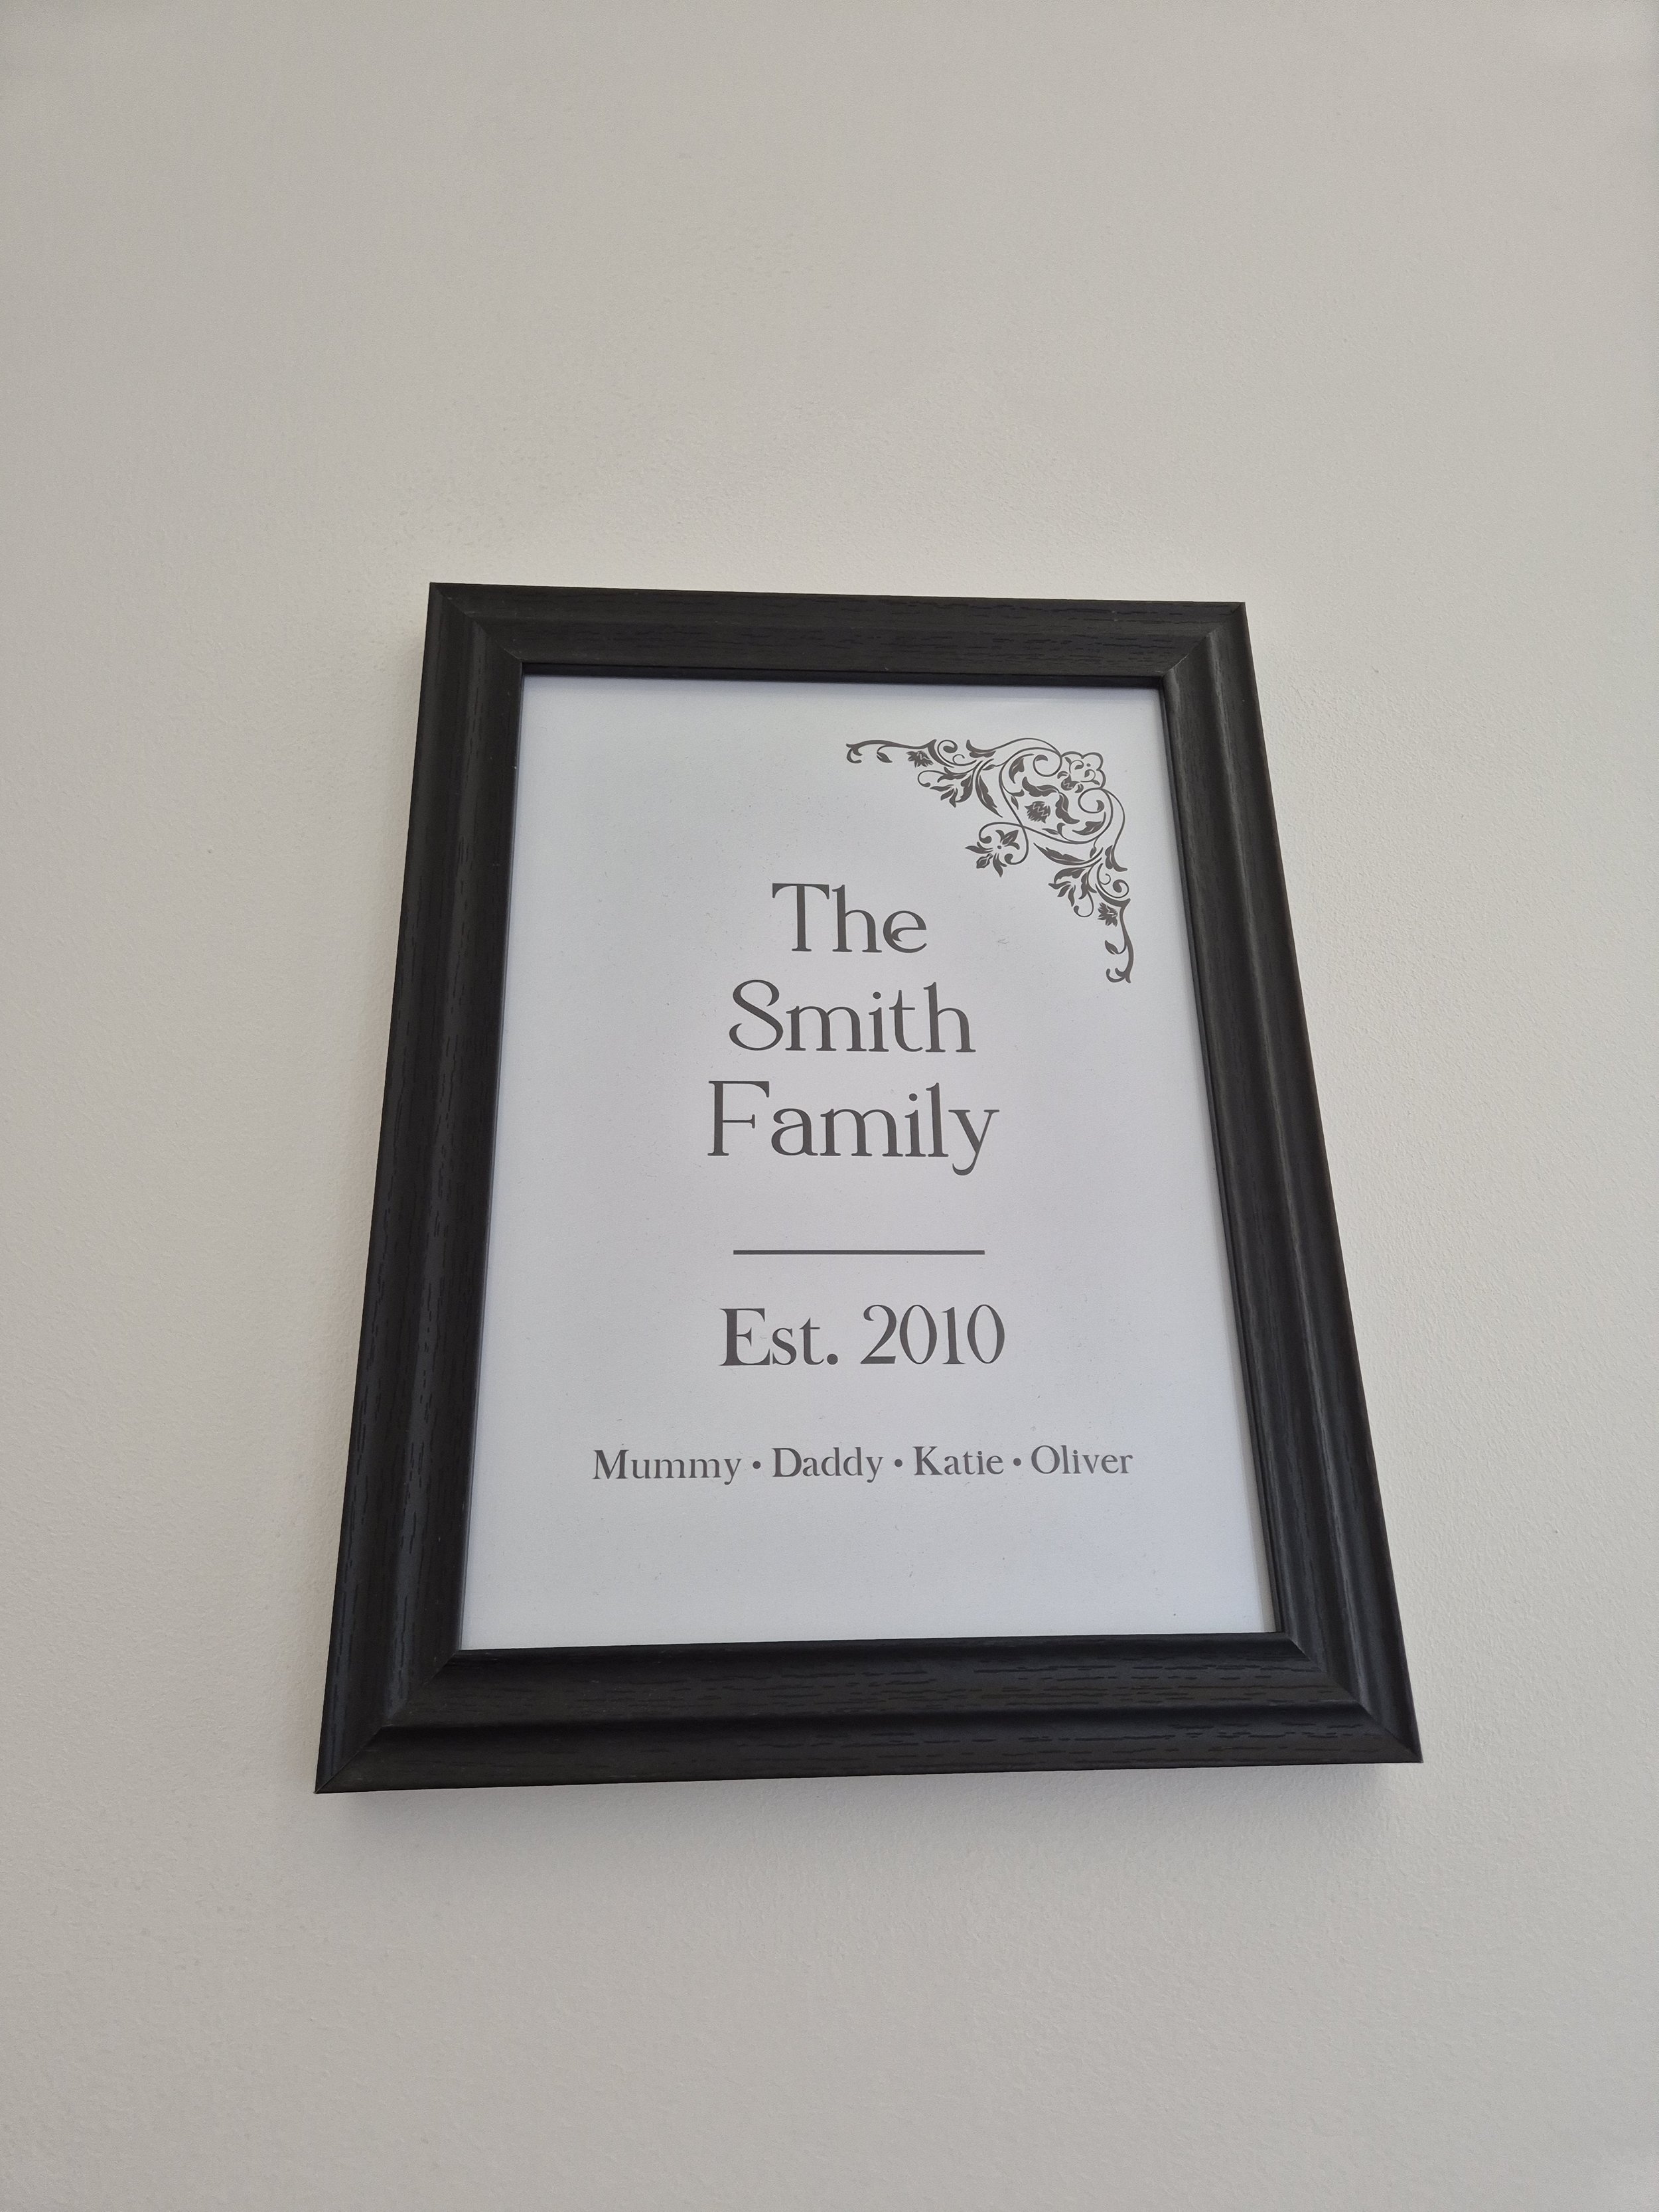 The
Smith
Family
Est. 2010
Mummy • Daddy • Katie • Oliver